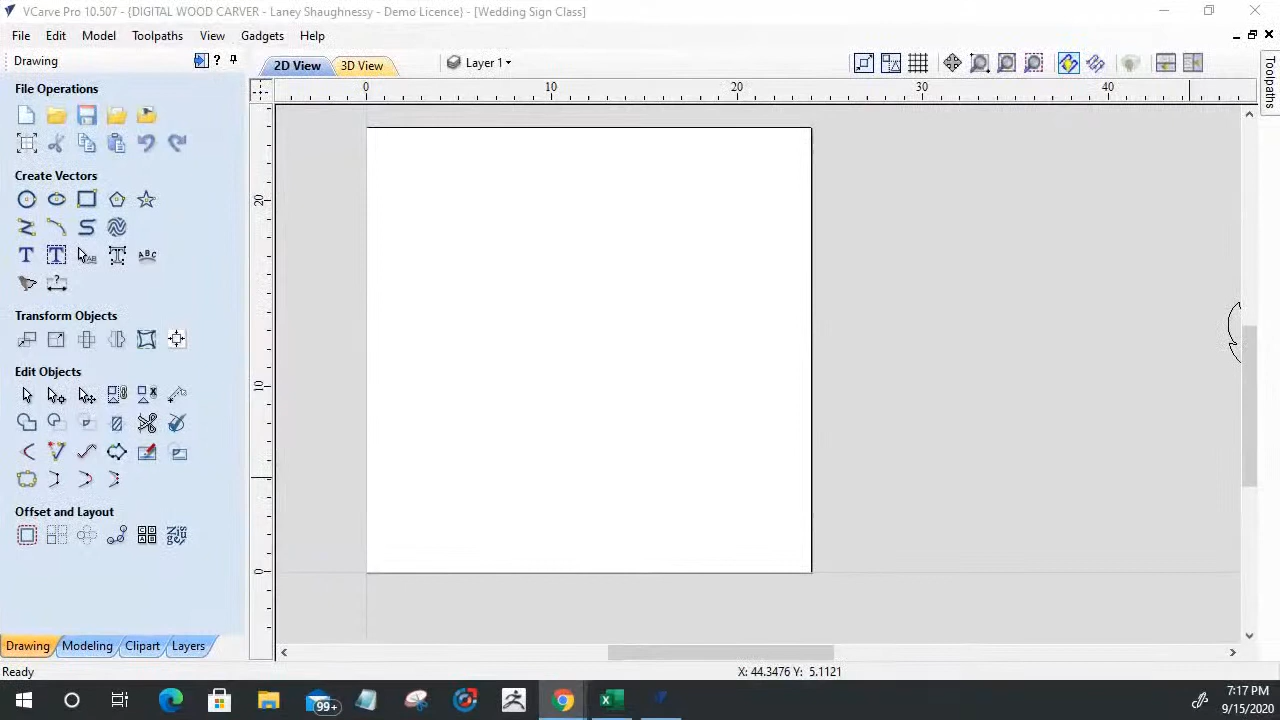 VCarve Pro 10.507 - {DIGITAL WOOD CARVER - Laney Shaughnessy - Demo Licence} - [Wedding Sign Class]
File Edit Model Toolpaths View Gadgets Help
Drawing
2D View 3D View Layer 1
File Operations
0 10 20 30 40
Toolpaths
Create Vectors
20
Transform Objects
Edit Objects
10
Offset and Layout
0
Drawing Modeling Clipart Layers
Ready X: 44.3476 Y: 5.1121
99+
7:17 PM
9/15/2020